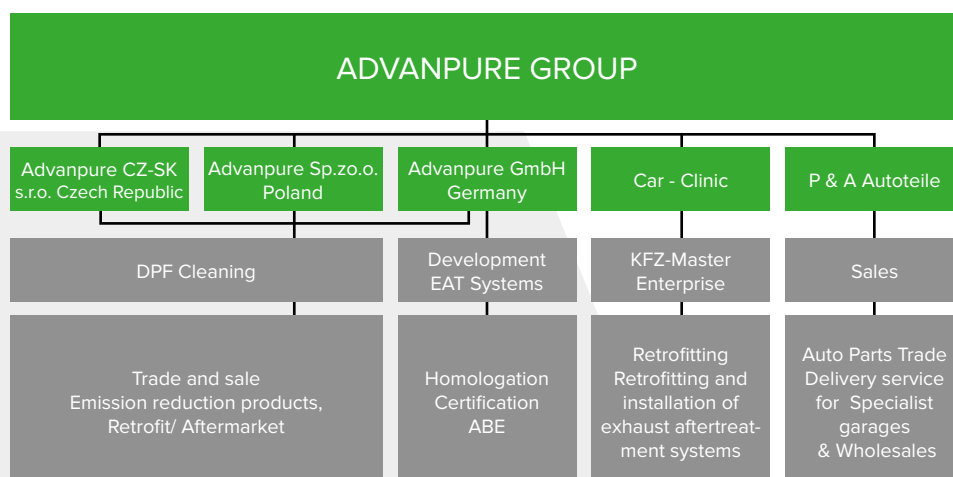 ADVANPURE GROUP
Advanpure CZ-SK
s.r.o. Czech Republic
Advanpure Sp.zo.o.
Poland
Advanpure GmbH
Germany
Car - Clinic
P & A Autoteile
DPF Cleaning
Development
EAT Systems
KFZ-Master
Enterprise
Sales
Trade and sale
Emission reduction products,
Retrofit/ Aftermarket
Homologation
Certification
ABE
Retrofitting
Retrofitting and
installation of
exhaust aftertreat-
ment systems
Auto Parts Trade
Delivery service
for Specialist
garages
& Wholesales